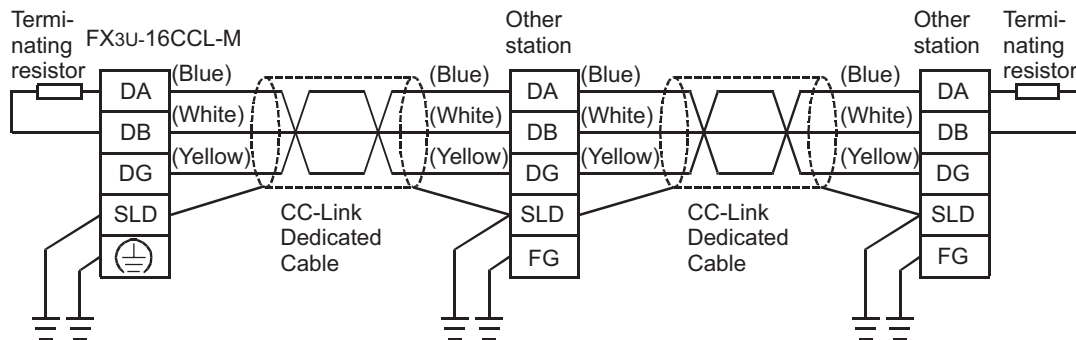 Termi-
nating
resistor
FX3U-16CCL-M
DA
DB
DG
SLD
(Blue)
(White)
(Yellow)
CC-Link
Dedicated
Cable
(Blue)
(White)
(Yellow)
Other
station
DA
DB
DG
SLD
FG
(Blue)
(White)
(Yellow)
CC-Link
Dedicated
Cable
(Blue)
(White)
(Yellow)
Other
station
DA
DB
DG
SLD
FG
Termi-
nating
resistor